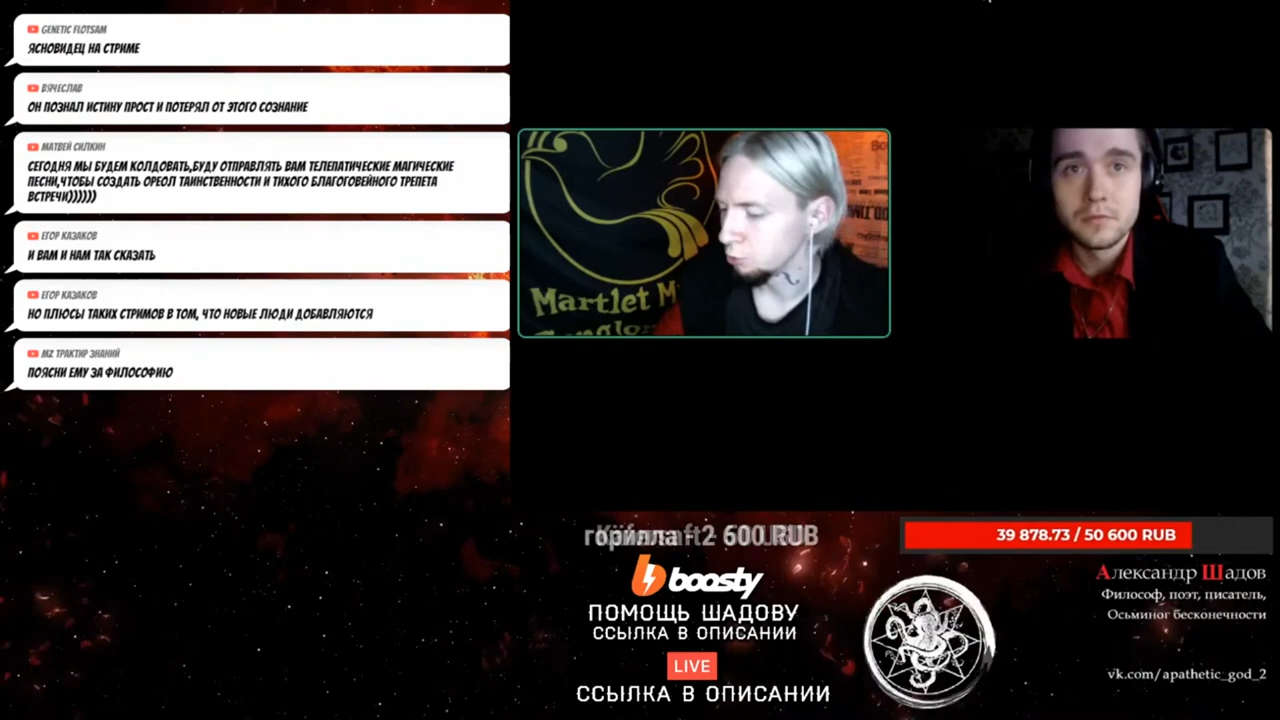 GENETIC FLOTSAM
ЯСНОВИДЕЦ НА СТРИМЕ
ВЯЧЕСЛАВ
ОН ПОЗНАЛ ИСТИНУ ПРОСТ И ПОТЕРЯЛ ОТ ЭТОГО СОЗНАНИЕ
МАТВЕЙ СИЛКИН
СЕГОДНЯ МЫ БУДЕМ КОЛДОВАТЬ,БУДУ ОТПРАВЛЯТЬ ВАМ ТЕЛЕПАТИЧЕСКИЕ МАГИЧЕСКИЕ
ПЕСНИ,ЧТОБЫ СОЗДАТЬ ОРЕОЛ ТАИНСТВЕННОСТИ И ТИХОГО БЛАГОГОВЕЙНОГО ТРЕПЕТА
ВСТРЕЧИ))))))
ЕГОР КАЗАКОВ
И ВАМ И НАМ ТАК СКАЗАТЬ
ЕГОР КАЗАКОВ
НО ПЛЮСЫ ТАКИХ СТРИМОВ В ТОМ, ЧТО НОВЫЕ ЛЮДИ ДОБАВЛЯЮТСЯ
MZ ТРАКТИР ЗНАНИЙ
ПОЯСНИ ЕМУ ЗА ФИЛОСОФИЮ
Martlet M
RUB
boosty
ПОМОЩЬ ШАДОВУ
ССЫЛКА В ОПИСАНИИ
LIVE
ССЫЛКА В ОПИСАНИИ
39 878.73 / 50 600 RUB
Александр Шадов
Философ, поэт, писатель,
Осьминог бесконечности
vk.com/apathetic_god_2